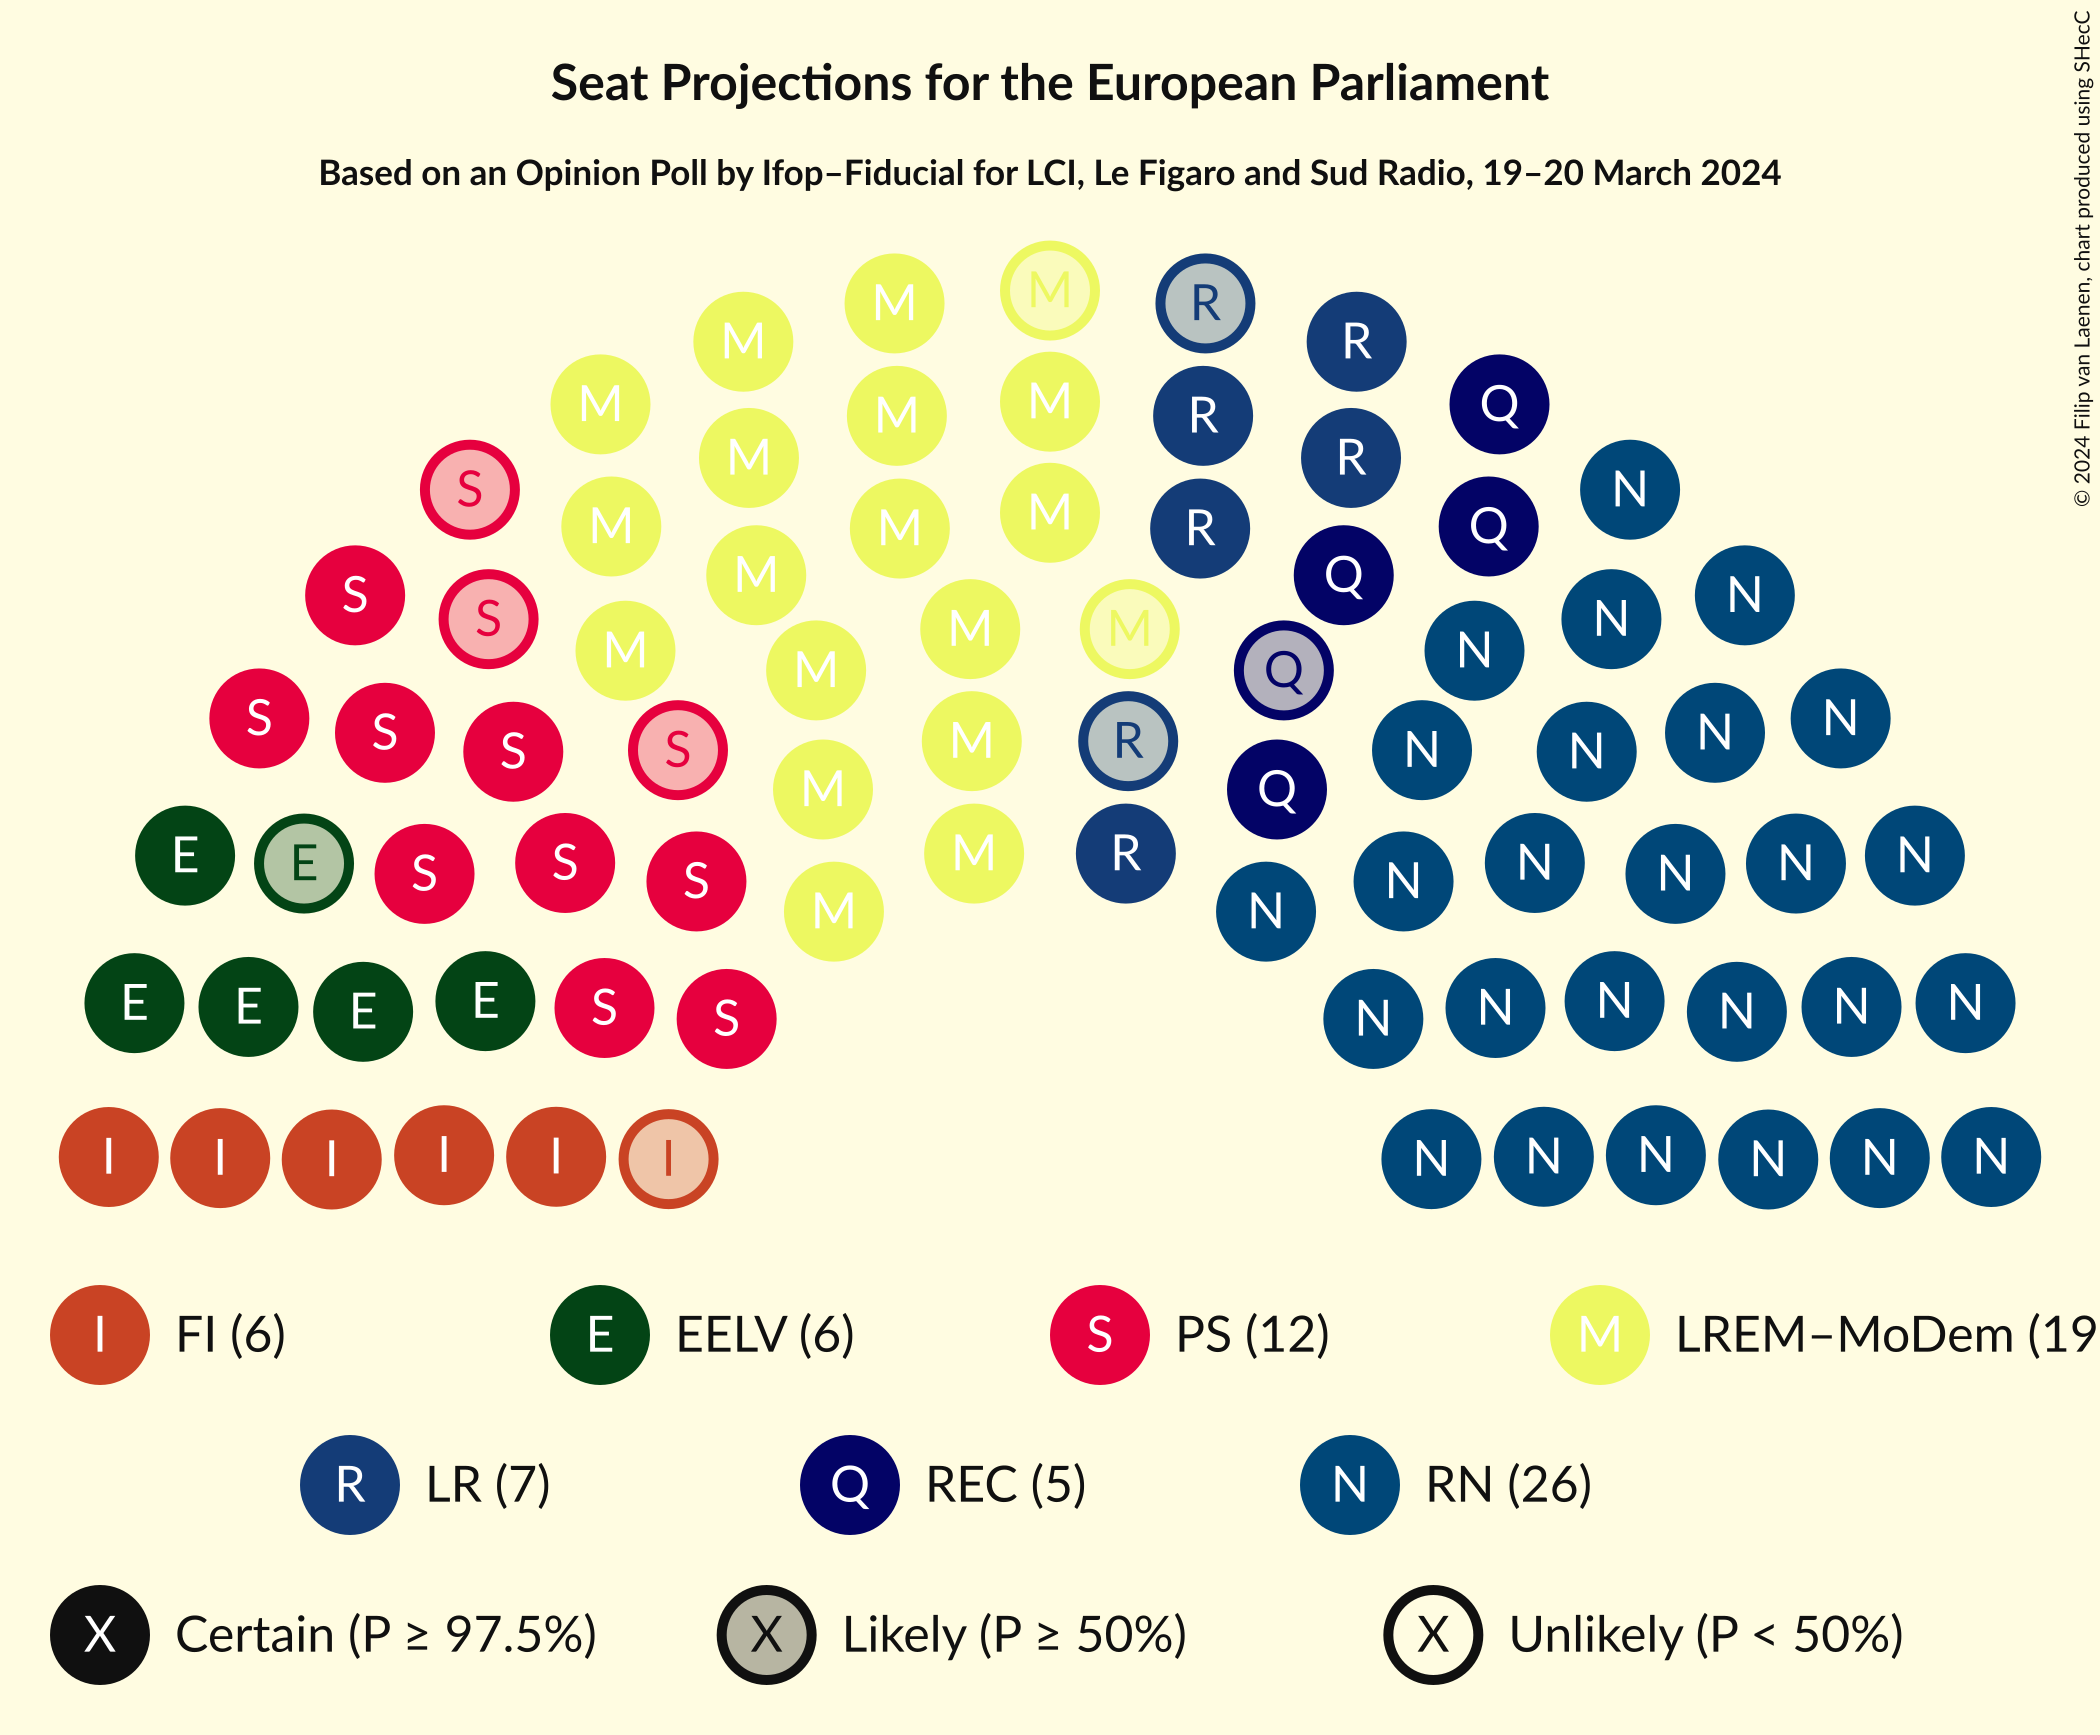 Seat Projections for the European Parliament
Based on an Opinion Poll by Ifop–Fiducial for LCI, Le Figaro and Sud Radio, 19–20 March 2024
© 2024 Filip van Laenen, chart produced using SHecC
M M M R R
M M M R R Q
S M M M R Q N
S S M M Q N N
S S S S M M M R Q N N N N
E E S S S M M R Q N N N N N N
E E E E S S M N N N N N N N
I I I I I I N N N N N N
I FI (6) E EELV (6) S PS (12) M LREM–MoDem (19
R LR (7) Q REC (5) N RN (26)
X Certain (P ≥ 97.5%) X Likely (P ≥ 50%) X Unlikely (P < 50%)